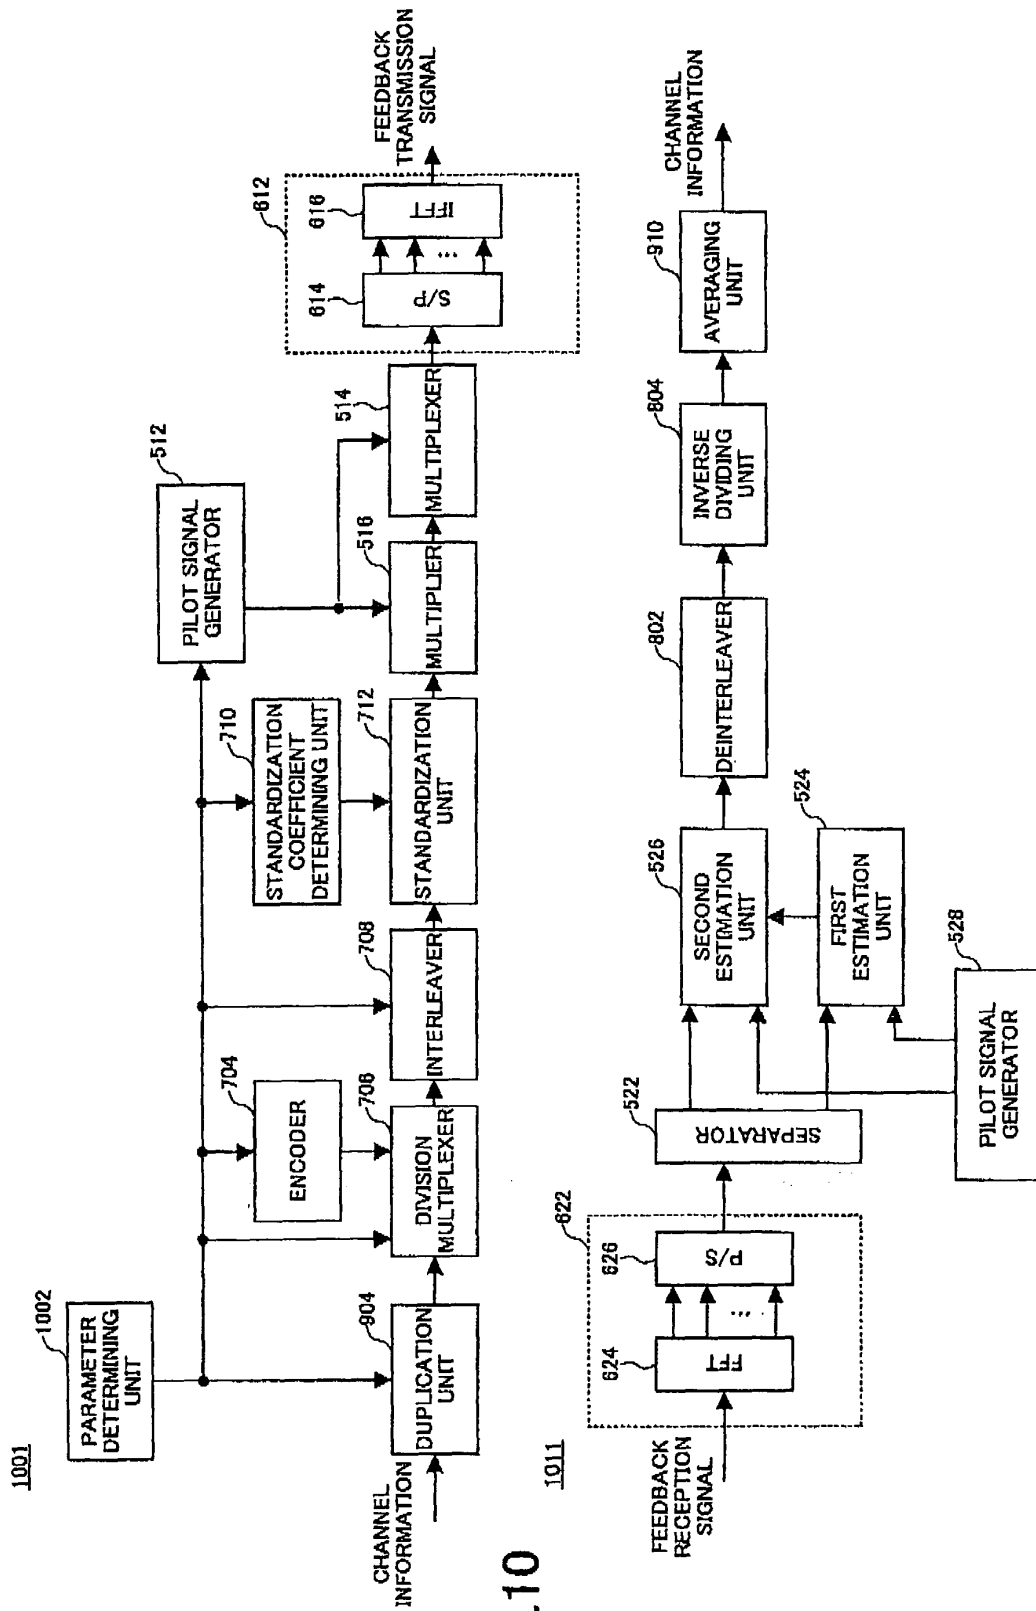 1001
1002
PARAMETER
DETERMINING
UNIT
CHANNEL
INFORMATION
904
DUPLICATION
UNIT
704
ENCODER
706
DIVISION
MULTIPLEXER
708
INTERLEAVER
710
STANDARDIZATION
COEFFICIENT
DETERMINING UNIT
712
STANDARDIZATION
UNIT
512
PILOT SIGNAL
GENERATOR
516
MULTIPLIER
514
MULTIPLEXER
612
614
S/P
...
616
IFFT
FEEDBACK
TRANSMISSION
SIGNAL
.10
1011
FEEDBACK
RECEPTION
SIGNAL
622
624
FFT
...
626
P/S
522
SEPARATOR
526
SECOND
ESTIMATION
UNIT
524
FIRST
ESTIMATION
UNIT
528
PILOT SIGNAL
GENERATOR
802
DEINTERLEAVER
804
INVERSE
DIVIDING
UNIT
910
AVERAGING
UNIT
CHANNEL
INFORMATION